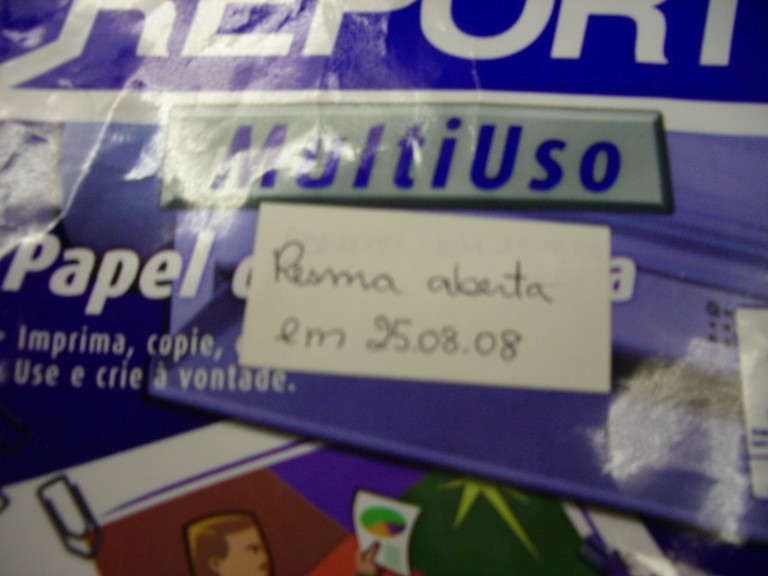 REPORT
MultiUso
Papel
Resma aberta
em 25.08.08
a
- Imprima, copie,
Use e crie à vontade.